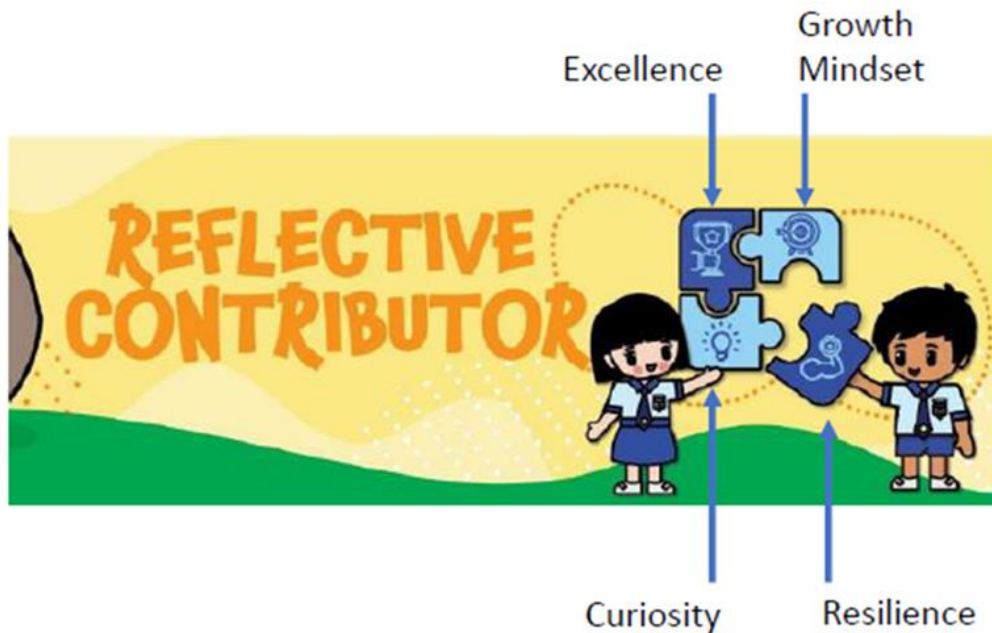 Growth
Excellence Mindset
REFLECTIVE
CONTRIBUTOR
Curiosity Resilience